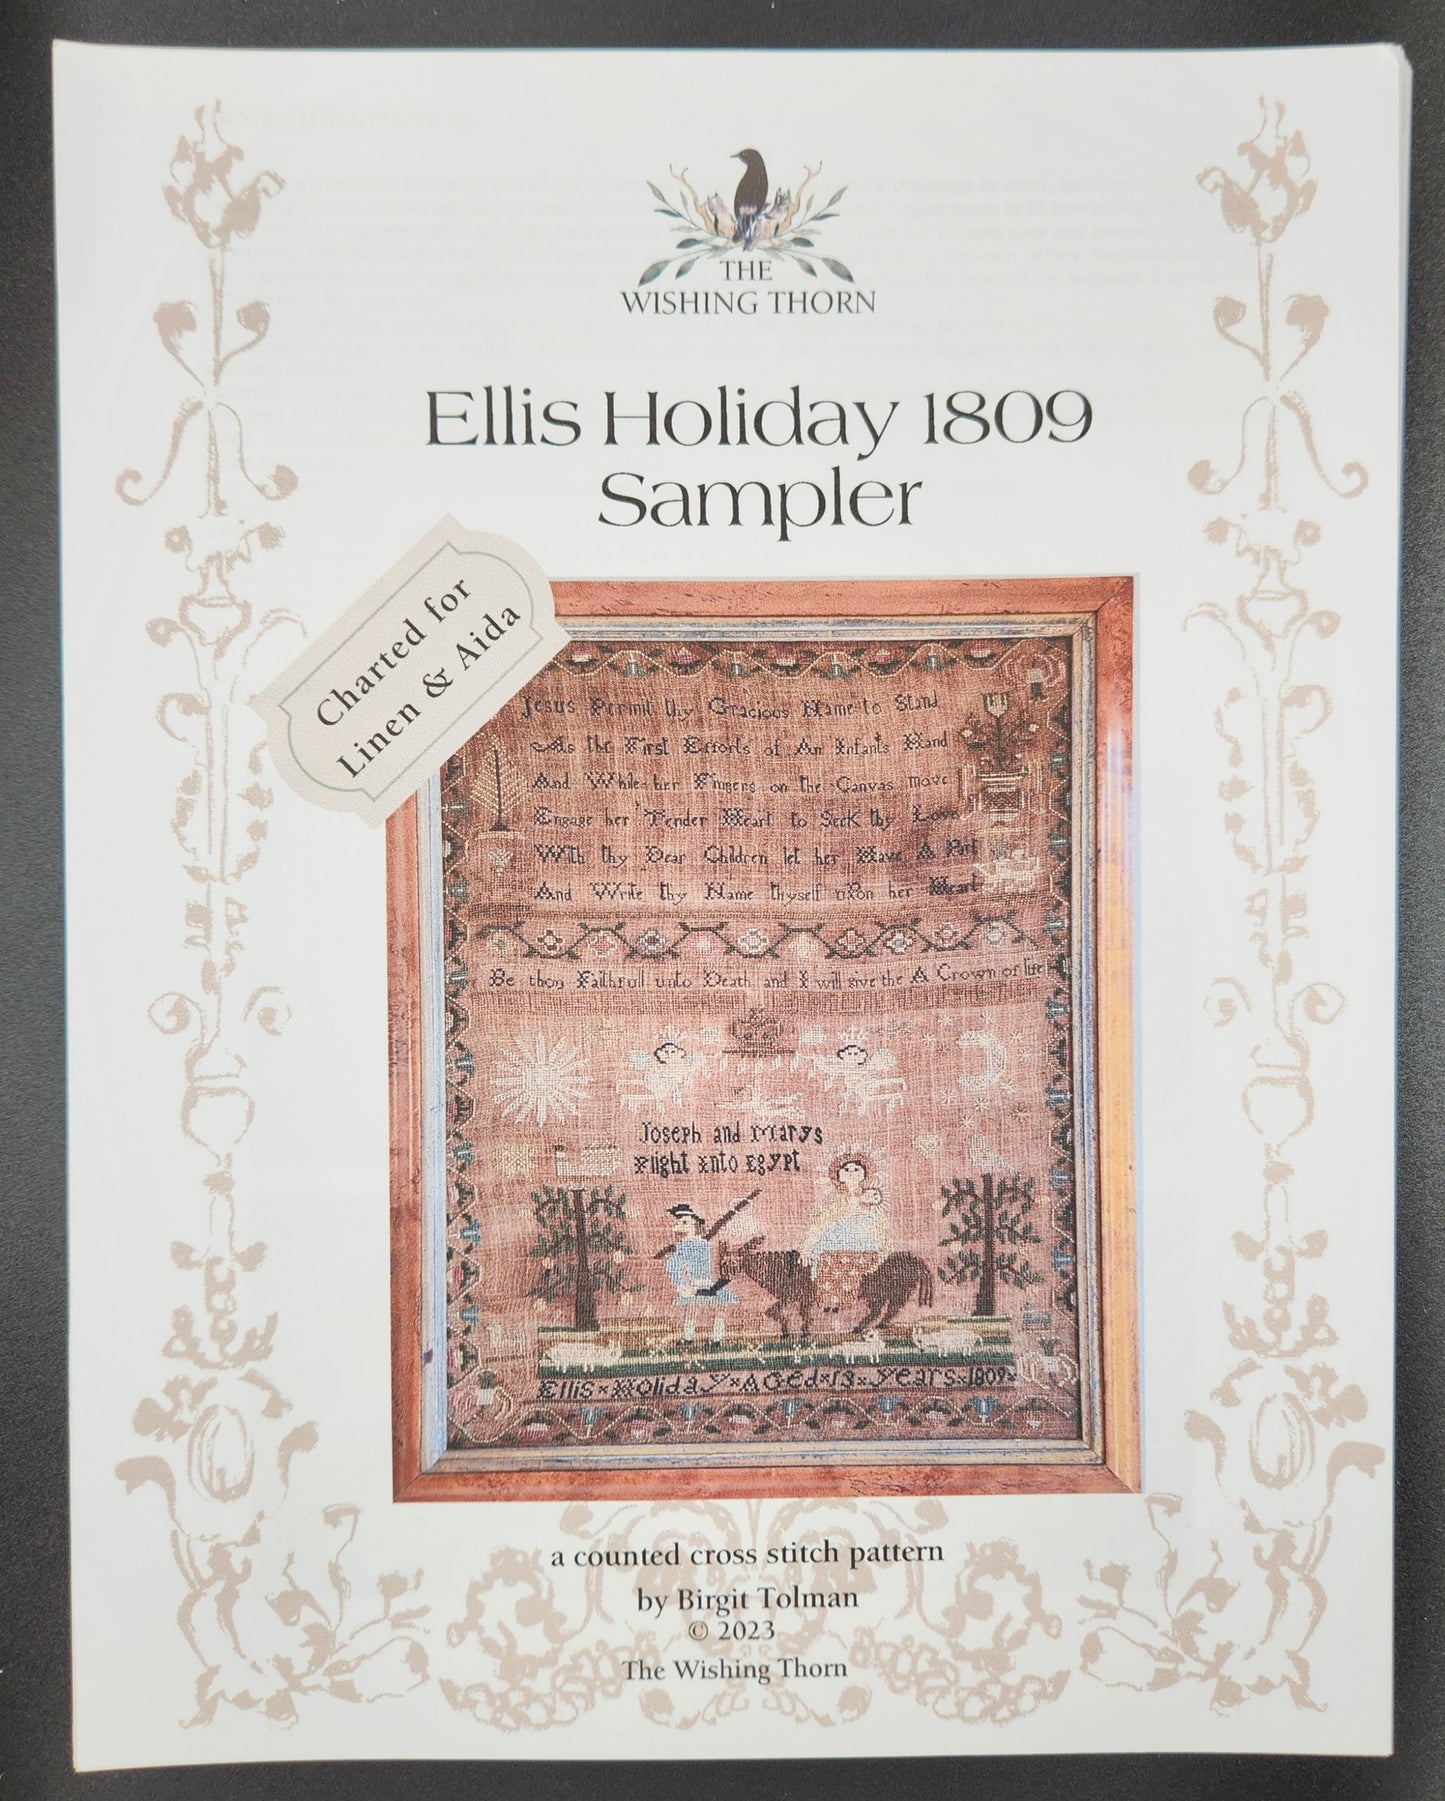 THE
WISHING THORN
Ellis Holiday 1809
Sampler
Charted for
Linen & Aida
Jesus Permit thy Gracious Name to Stand
As the First Efforts of An Infants Hand
And While her Fingers on the Canvas move
Engage her Tender Heart to Seek thy Love
With thy Dear Children let her Have A Part
And Write thy Name thyself upon her Heart
Be thou Faithfull unto Death and I will give the A Crown of life
Joseph and Marys
Flight into Egypt
Ellis × Holiday × Aged × 13 × years × 1809
a counted cross stitch pattern
by Birgit Tolman
© 2023
The Wishing Thorn